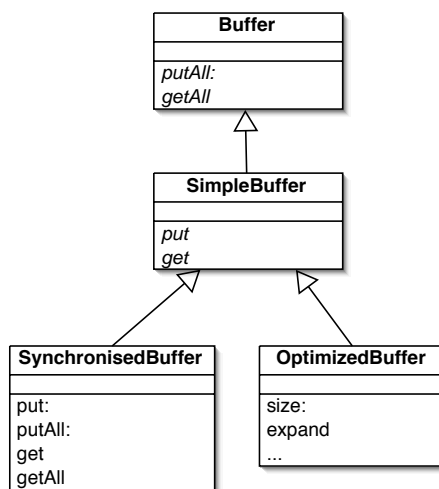 Buffer
putAll:
getAll
SimpleBuffer
put
get
SynchronisedBuffer
put:
putAll:
get
getAll
OptimizedBuffer
size:
expand
...